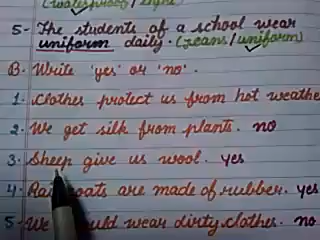 (waterproof/light)
5- The students of a school wear
uniform daily. (jeans/uniform)
B. Write 'yes' or 'no'.
1. Clothes protect us from hot weathe
2. We get silk from plants. no
3. Sheep give us wool. yes
4. Raincoats are made of rubber. yes
5- We should wear dirty clothes. no